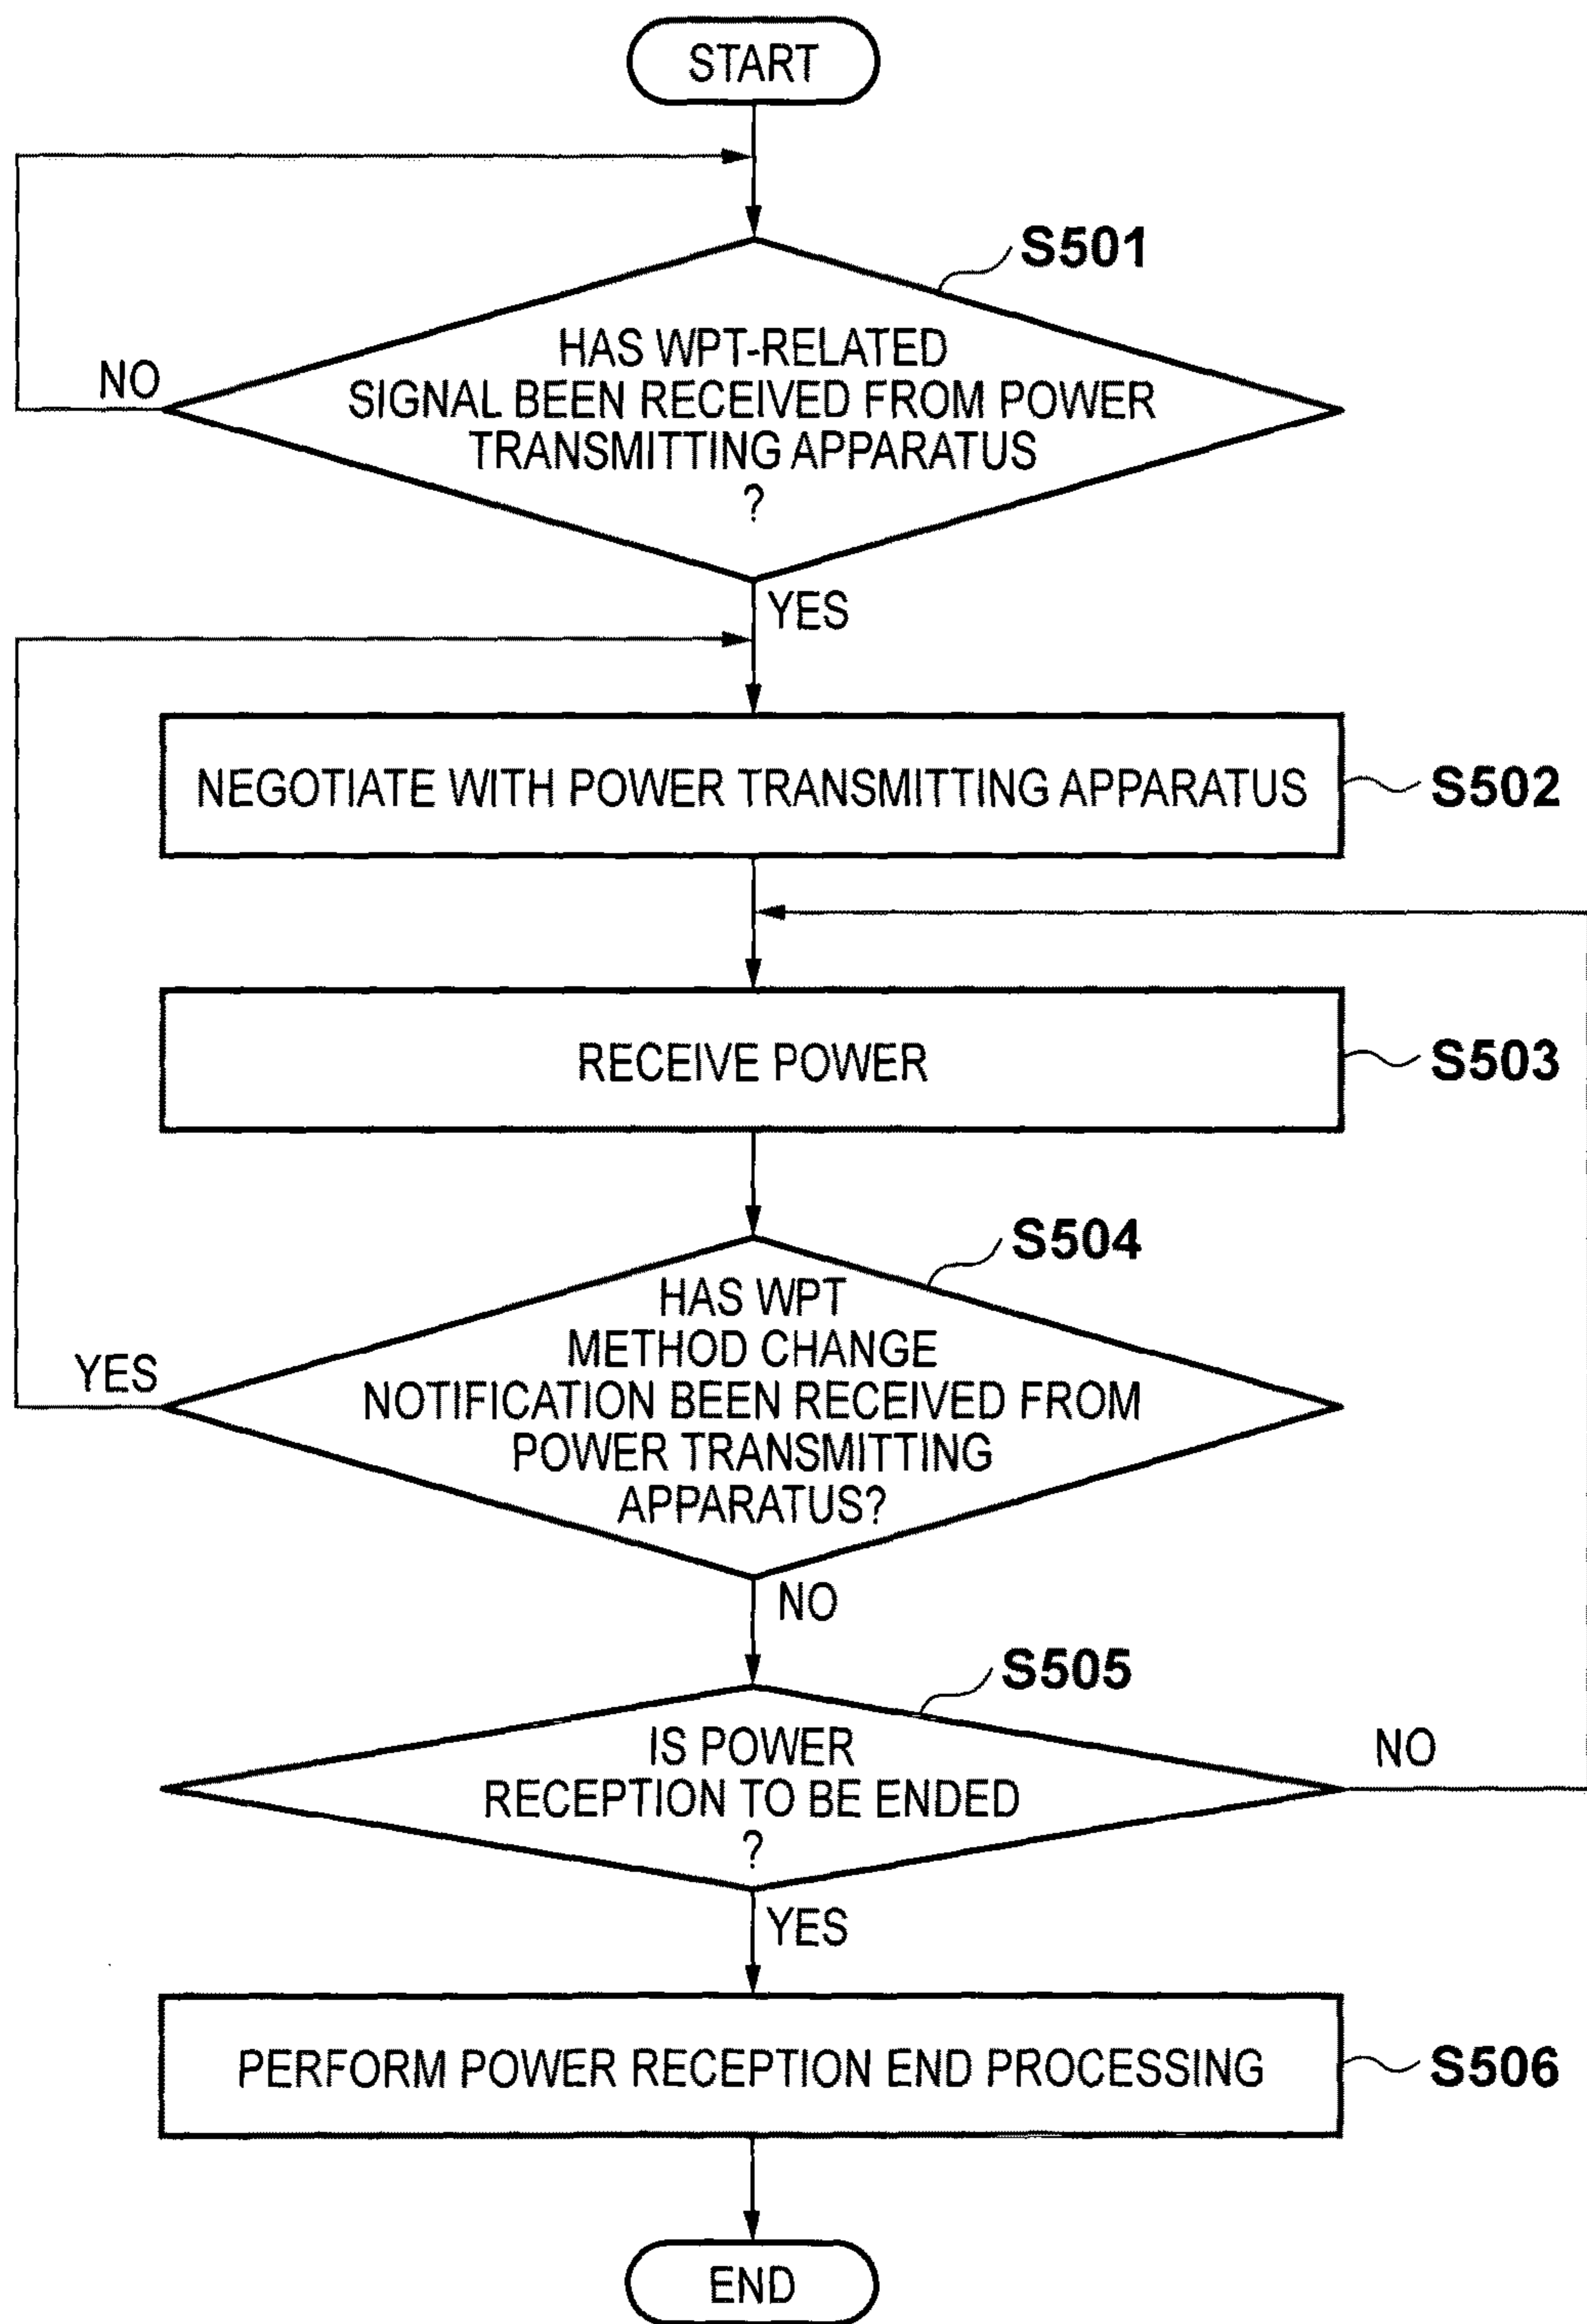 START
S501
HAS WPT-RELATED
SIGNAL BEEN RECEIVED FROM POWER
TRANSMITTING APPARATUS
?
NO
YES
NEGOTIATE WITH POWER TRANSMITTING APPARATUS
S502
RECEIVE POWER
S503
S504
HAS WPT
METHOD CHANGE
NOTIFICATION BEEN RECEIVED FROM
POWER TRANSMITTING
APPARATUS?
YES
NO
S505
IS POWER
RECEPTION TO BE ENDED
?
NO
YES
PERFORM POWER RECEPTION END PROCESSING
S506
END